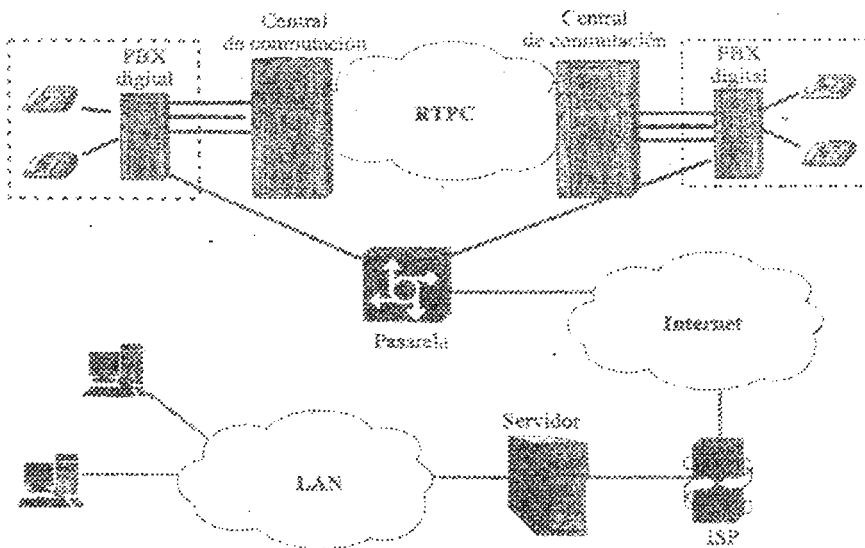 Central
de conmutación
Central
de conmutación
PBX
digital
PBX
digital
RTPC
Pasarela
Internet
Servidor
LAN
ISP